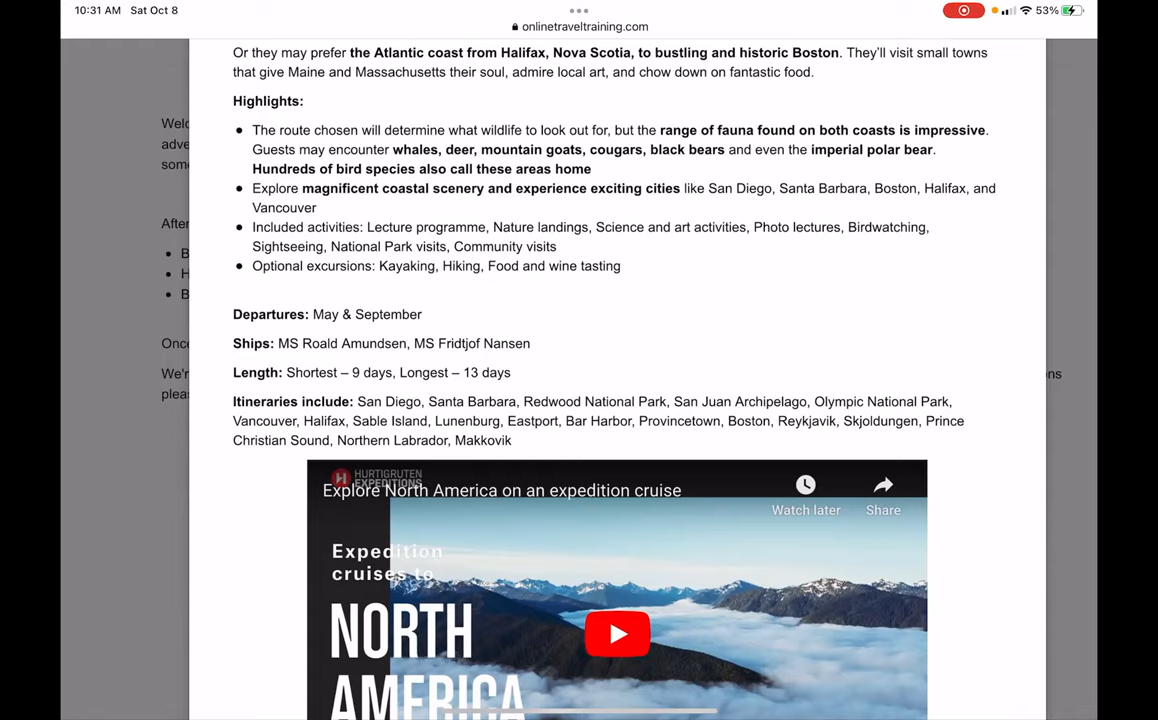 10:31 AM Sat Oct 8
53%
onlinetraveltraining.com
Or they may prefer the Atlantic coast from Halifax, Nova Scotia, to bustling and historic Boston. They'll visit small towns
that give Maine and Massachusetts their soul, admire local art, and chow down on fantastic food.
Highlights:
• The route chosen will determine what wildlife to look out for, but the range of fauna found on both coasts is impressive.
Guests may encounter whales, deer, mountain goats, cougars, black bears and even the imperial polar bear.
Hundreds of bird species also call these areas home
• Explore magnificent coastal scenery and experience exciting cities like San Diego, Santa Barbara, Boston, Halifax, and
Vancouver
• Included activities: Lecture programme, Nature landings, Science and art activities, Photo lectures, Birdwatching,
Sightseeing, National Park visits, Community visits
• Optional excursions: Kayaking, Hiking, Food and wine tasting
Departures: May & September
Ships: MS Roald Amundsen, MS Fridtjof Nansen
Length: Shortest – 9 days, Longest – 13 days
Itineraries include: San Diego, Santa Barbara, Redwood National Park, San Juan Archipelago, Olympic National Park,
Vancouver, Halifax, Sable Island, Lunenburg, Eastport, Bar Harbor, Provincetown, Boston, Reykjavik, Skjoldungen, Prince
Christian Sound, Northern Labrador, Makkovik
HURTIGRUTEN
EXPEDITIONS
Explore North America on an expedition cruise
Watch later
Share
Expedition
cruises to
NORTH
AMERICA